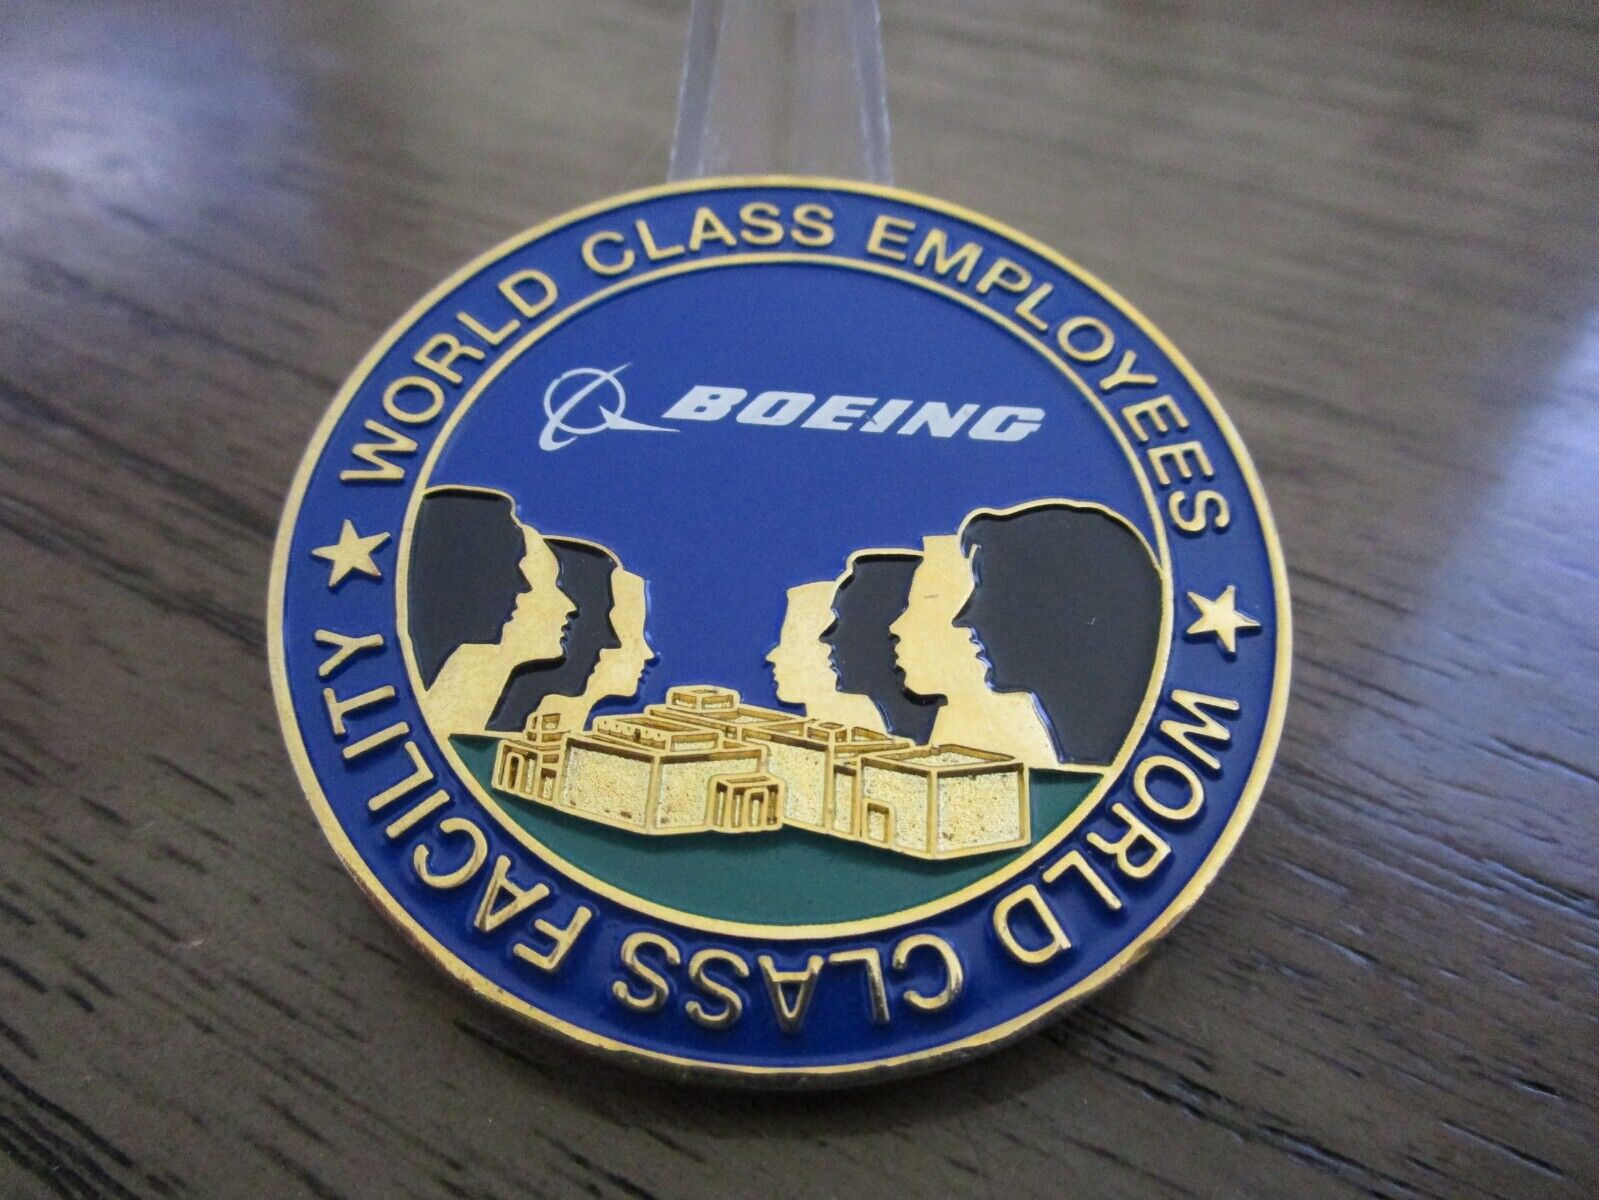 WORLD CLASS EMPLOYEES
BOEING
WORLD CLASS FACILITY